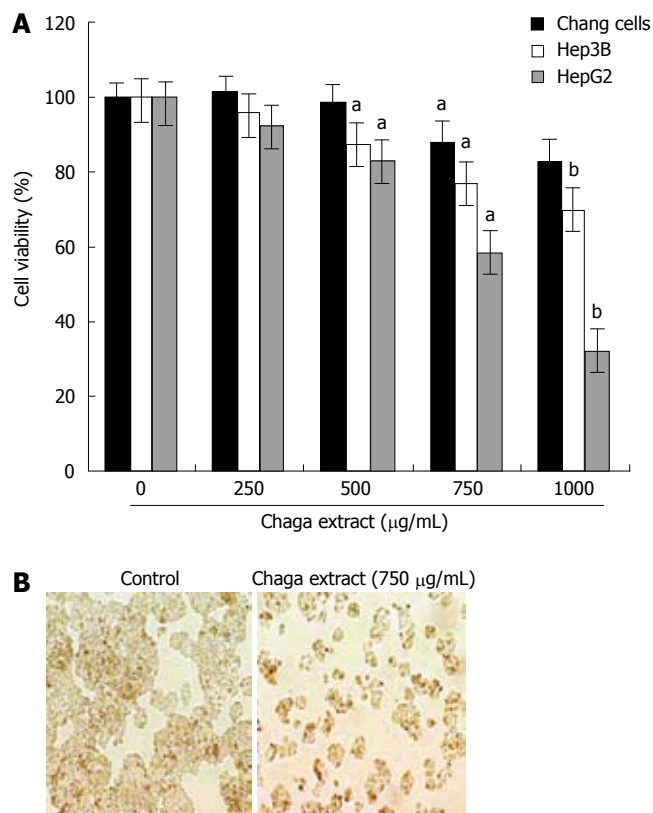 A
120
100
80
60
40
20
0
Cell viability (%)
Chang cells
Hep3B
HepG2
a
a
a
a
a
b
b
0 250 500 750 1000
Chaga extract (μg/mL)
B
Control Chaga extract (750 μg/mL)